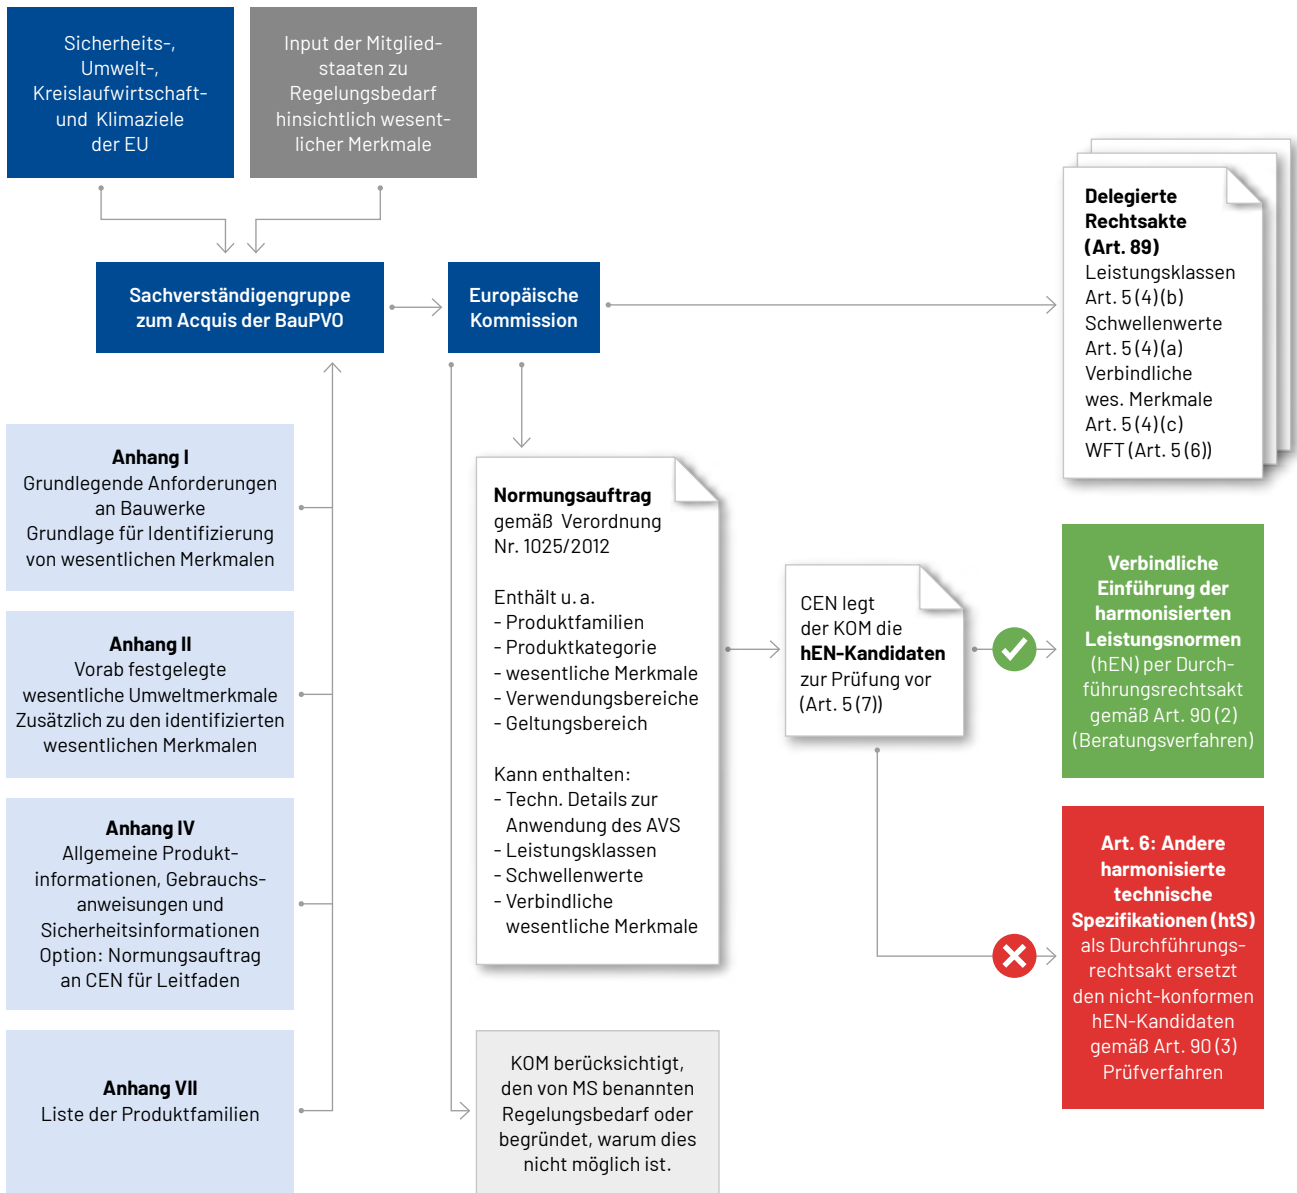 Sicherheits-,
Umwelt-,
Kreislaufwirtschaft-
und Klimaziele
der EU
Input der Mitglied-
staaten zu
Regelungsbedarf
hinsichtlich wesent-
licher Merkmale
Sachverständigengruppe
zum Acquis der BauPVO
Europäische
Kommission
Delegierte
Rechtsakte
(Art. 89)
Leistungsklassen
Art. 5 (4) (b)
Schwellenwerte
Art. 5 (4) (a)
Verbindliche
wes. Merkmale
Art. 5 (4) (c)
WFT (Art. 5 (6))
Anhang I
Grundlegende Anforderungen
an Bauwerke
Grundlage für Identifizierung
von wesentlichen Merkmalen
Anhang II
Vorab festgelegte
wesentliche Umweltmerkmale
Zusätzlich zu den identifizierten
wesentlichen Merkmalen
Anhang IV
Allgemeine Produkt-
informationen, Gebrauchs-
anweisungen und
Sicherheitsinformationen
Option: Normungsauftrag
an CEN für Leitfaden
Anhang VII
Liste der Produktfamilien
Normungsauftrag
gemäß Verordnung
Nr. 1025/2012
Enthält u. a.
- Produktfamilien
- Produktkategorie
- wesentliche Merkmale
- Verwendungsbereiche
- Geltungsbereich
Kann enthalten:
- Techn. Details zur
Anwendung des AVS
- Leistungsklassen
- Schwellenwerte
- Verbindliche
wesentliche Merkmale
KOM berücksichtigt,
den von MS benannten
Regelungsbedarf oder
begründet, warum dies
nicht möglich ist.
CEN legt
der KOM die
hEN-Kandidaten
zur Prüfung vor
(Art. 5 (7))
Verbindliche
Einführung der
harmonisierten
Leistungsnormen
(hEN) per Durch-
führungsrechtsakt
gemäß Art. 90 (2)
(Beratungsverfahren)
Art. 6: Andere
harmonisierte
technische
Spezifikationen (htS)
als Durchführungs-
rechtsakt ersetzt
den nicht-konformen
hEN-Kandidaten
gemäß Art. 90 (3)
Prüfverfahren